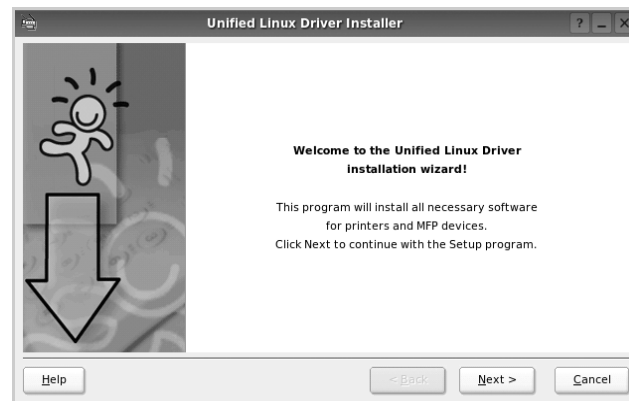 Unified Linux Driver Installer
Welcome to the Unified Linux Driver
installation wizard!
This program will install all necessary software
for printers and MFP devices.
Click Next to continue with the Setup program.
Help
< Back
Next >
Cancel